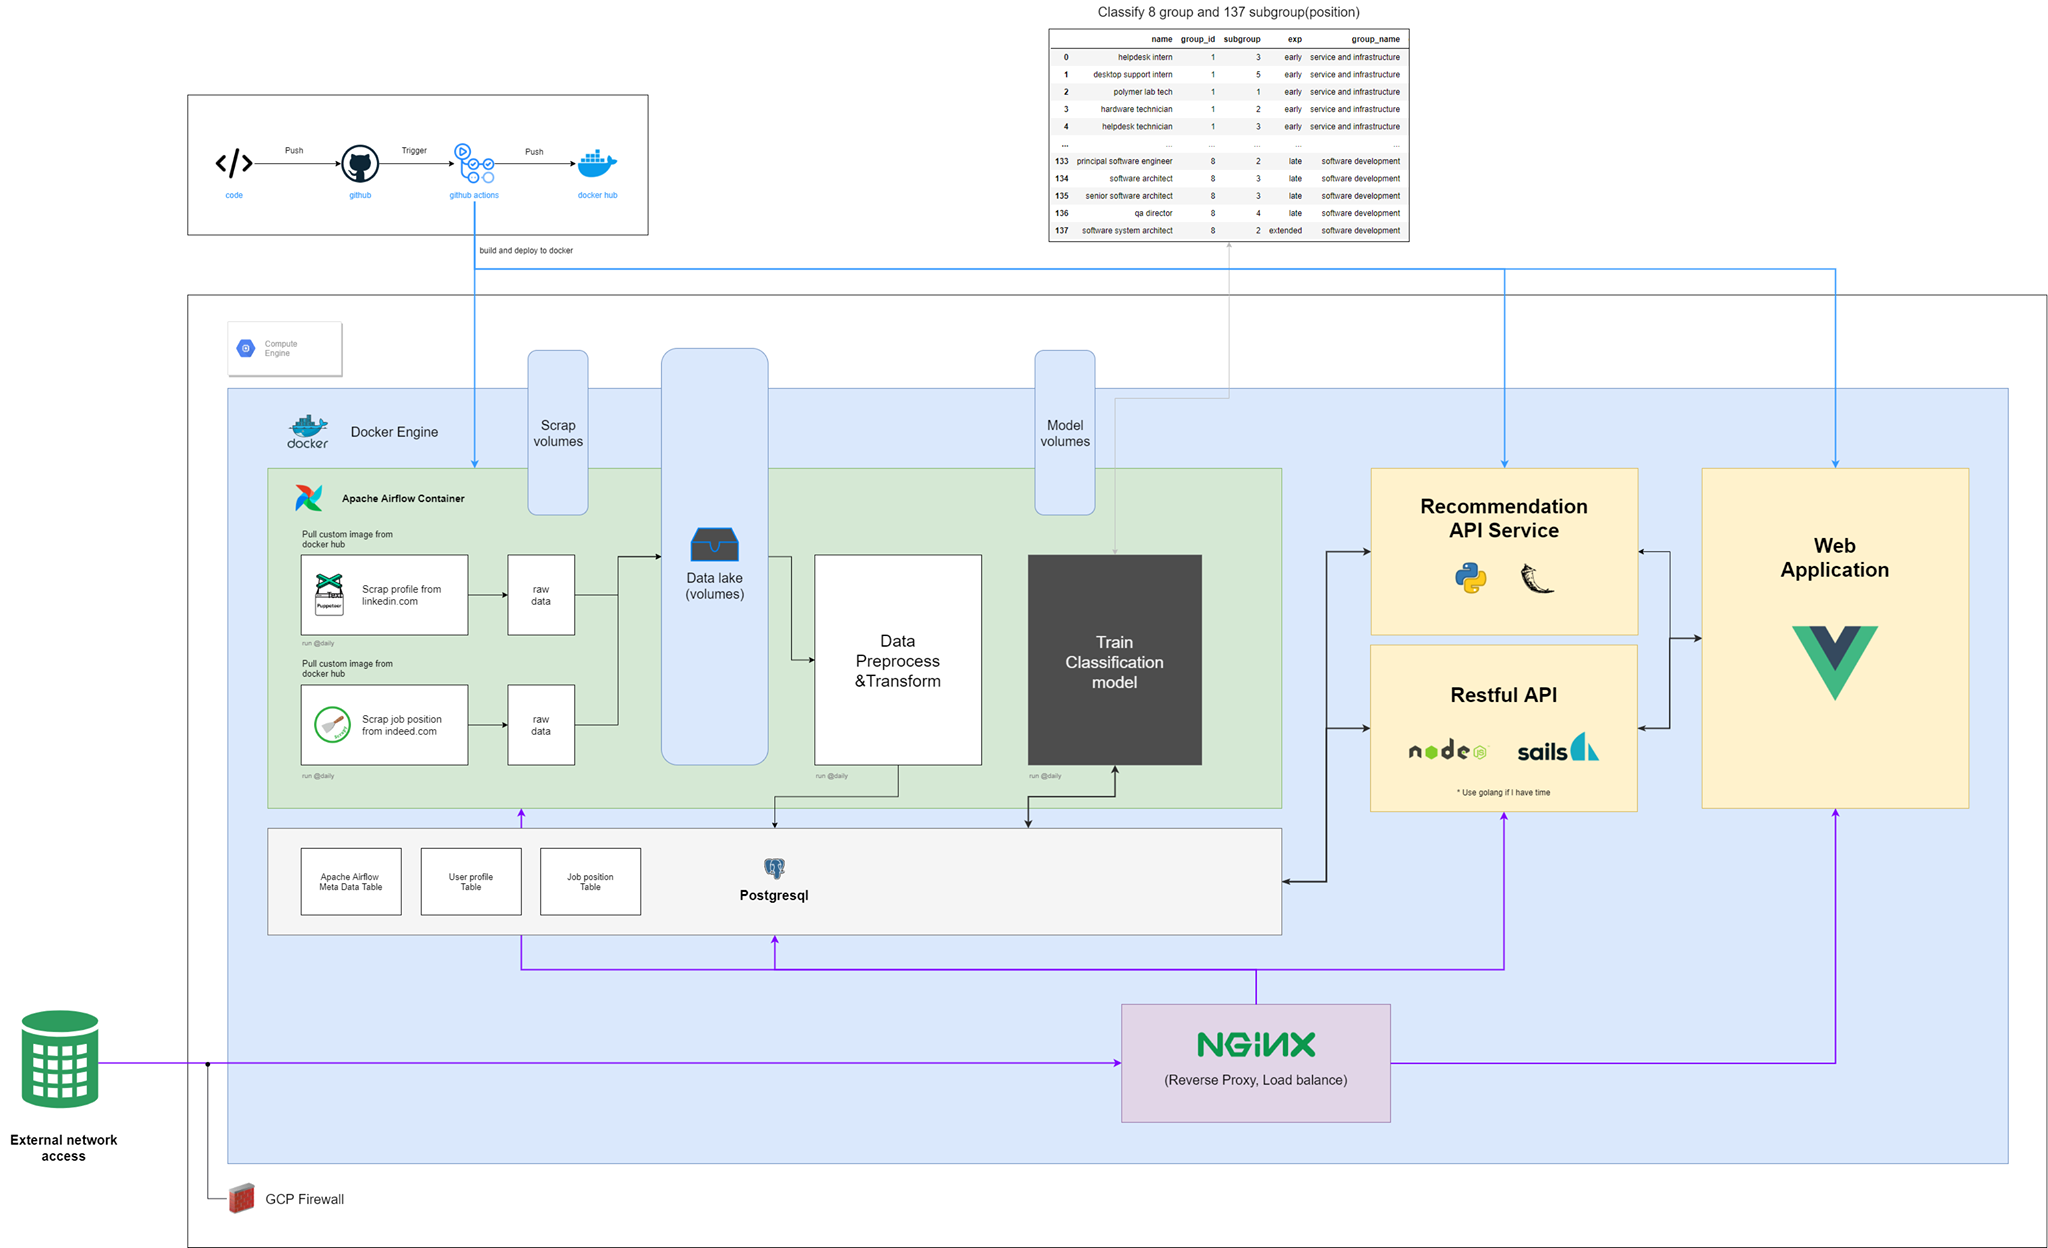 Classify 8 group and 137 subgroup(position)
name group_id subgroup exp group_name
0 helpdesk intern 1 3 early service and infrastructure
1 desktop support intern 1 5 early service and infrastructure
2 polymer lab tech 1 1 early service and infrastructure
3 hardware technician 1 2 early service and infrastructure
4 helpdesk technician 1 3 early service and infrastructure
... ... ... ... ... ...
133 principal software engineer 8 2 late software development
134 software architect 8 3 late software development
135 senior software architect 8 3 late software development
136 qa director 8 4 late software development
137 software system architect 8 2 extended software development
Push
Trigger
Push
code
github
github actions
docker hub
build and deploy to docker
Compute
Engine
docker
Docker Engine
Scrap
volumes
Model
volumes
Apache Airflow Container
Pull custom image from
docker hub
Text
Puppeteer
Scrap profile from
linkedin.com
run @daily
raw
data
Pull custom image from
docker hub
Scrapy
Scrap job position
from indeed.com
run @daily
raw
data
Data lake
(volumes)
Data
Preprocess
&Transform
run @daily
Train
Classification
model
run @daily
Recommendation
API Service
Restful API
node JS
sails
* Use golang if I have time
Web
Application
Apache Airflow
Meta Data Table
User profile
Table
Job position
Table
Postgresql
NGINX
(Reverse Proxy, Load balance)
External network
access
GCP Firewall